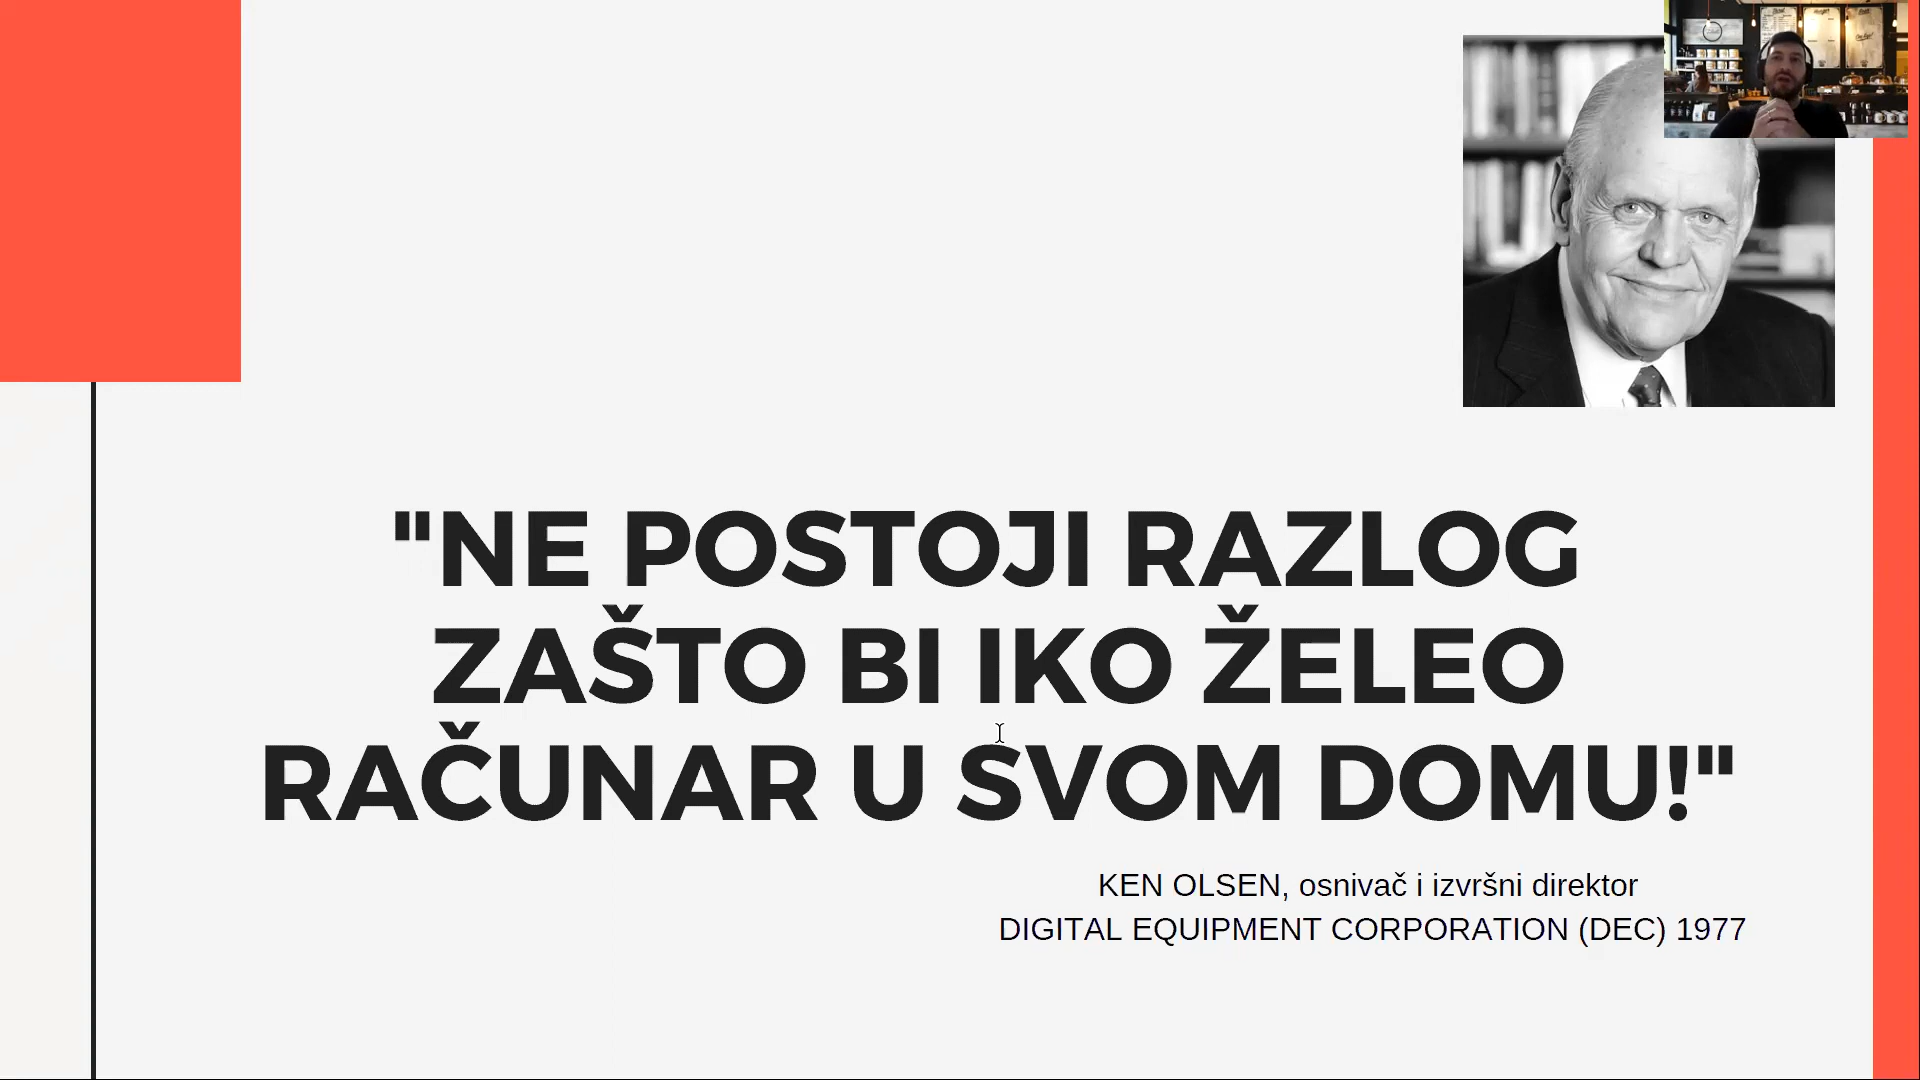 "NE POSTOJI RAZLOG
ZAŠTO BI IKO ŽELEO
RAČUNAR U SVOM DOMU!"
KEN OLSEN, osnivač i izvršni direktor
DIGITAL EQUIPMENT CORPORATION (DEC) 1977